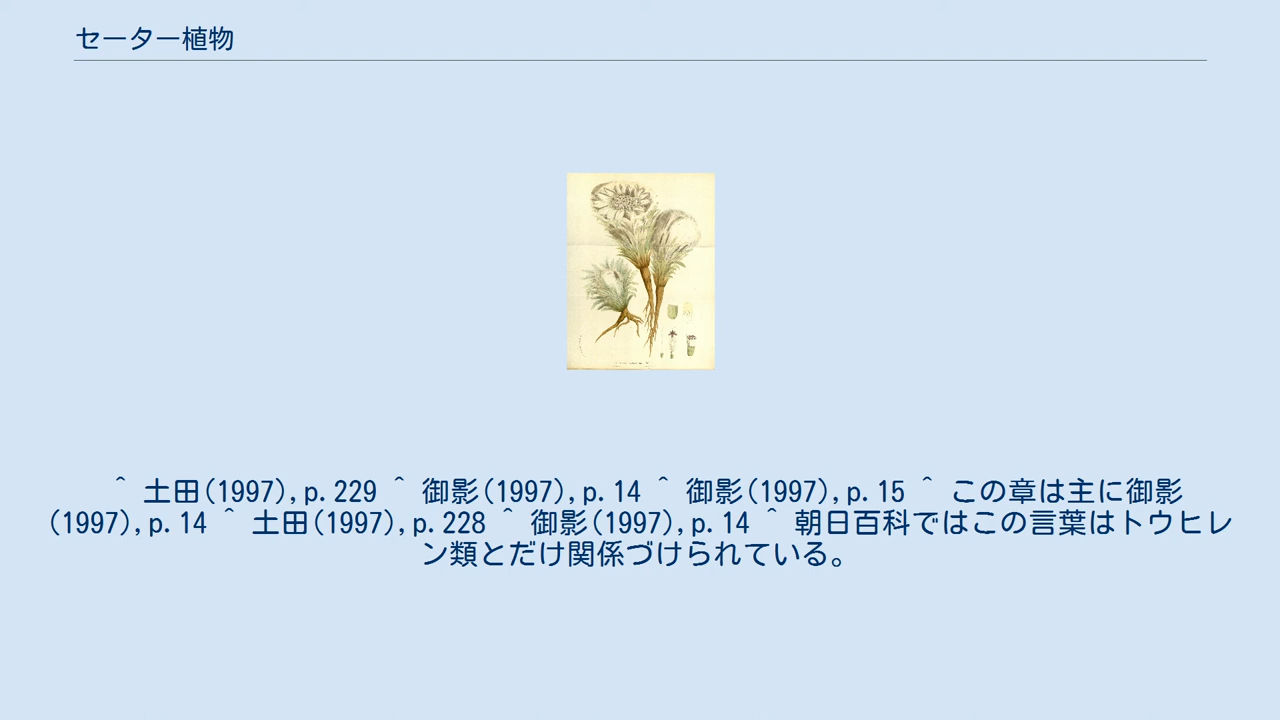 セーター植物
^ 土田(1997),p.229 ^ 御影(1997),p.14 ^ 御影(1997),p.15 ^ この章は主に御影
(1997),p.14 ^ 土田(1997),p.228 ^ 御影(1997),p.14 ^ 朝日百科ではこの言葉はトウヒレ
ン類とだけ関係づけられている。